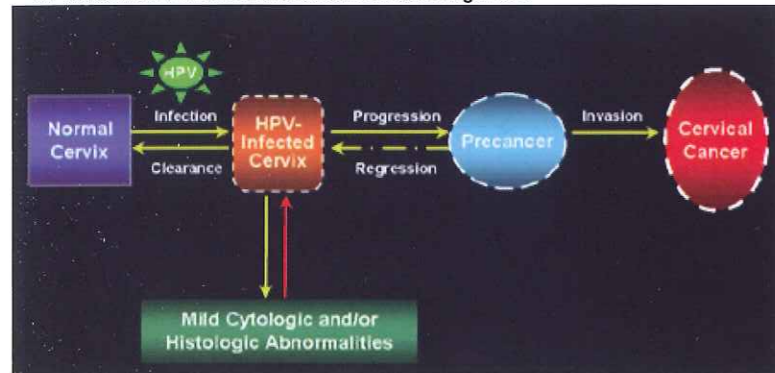 HPV
Normal
Cervix
Infection
Clearance
HPV-
Infected
Cervix
Progression
Regression
Precancer
Invasion
Cervical
Cancer
Mild Cytologic and/or
Histologic Abnormalities